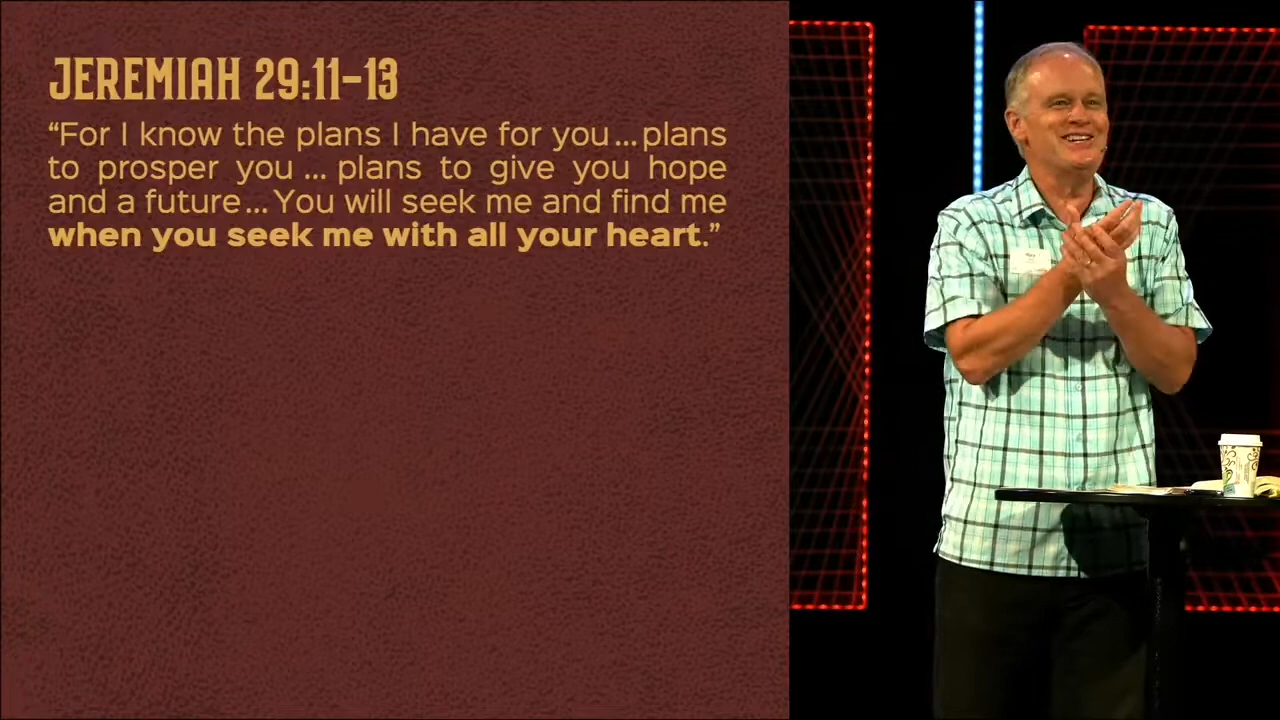 JEREMIAH 29:11-13
“For I know the plans I have for you...plans
to prosper you ... plans to give you hope
and a future... You will seek me and find me
when you seek me with all your heart.”